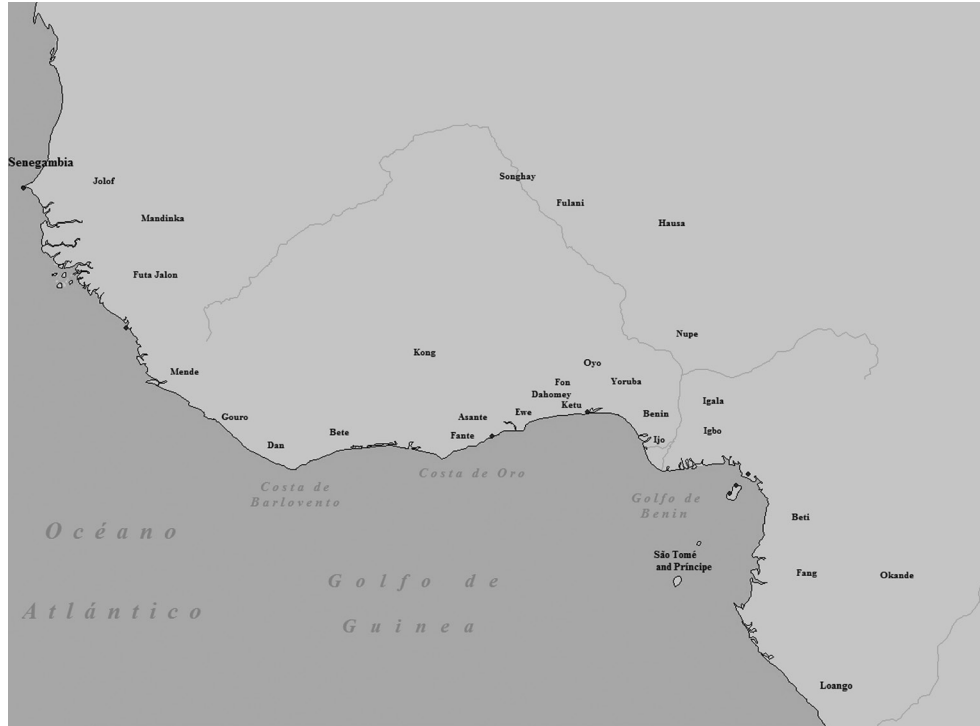 Senegambia
Jolof
Songhay
Fulani
Mandinka
Hausa
Futa Jalon
Nupe
Kong
Oyo
Mende
Fon
Yoruba
Dahomey
Ketu
Igala
Gouro
Asante
Ewe
Benin
Bete
Fante
Igbo
Dan
Ijo
Costa de Oro
Costa de
Barlovento
Golfo de
Benin
Beti
Océano
Atlántico
São Tomé
and Príncipe
Fang
Okande
Golfo de
Guinea
Loango